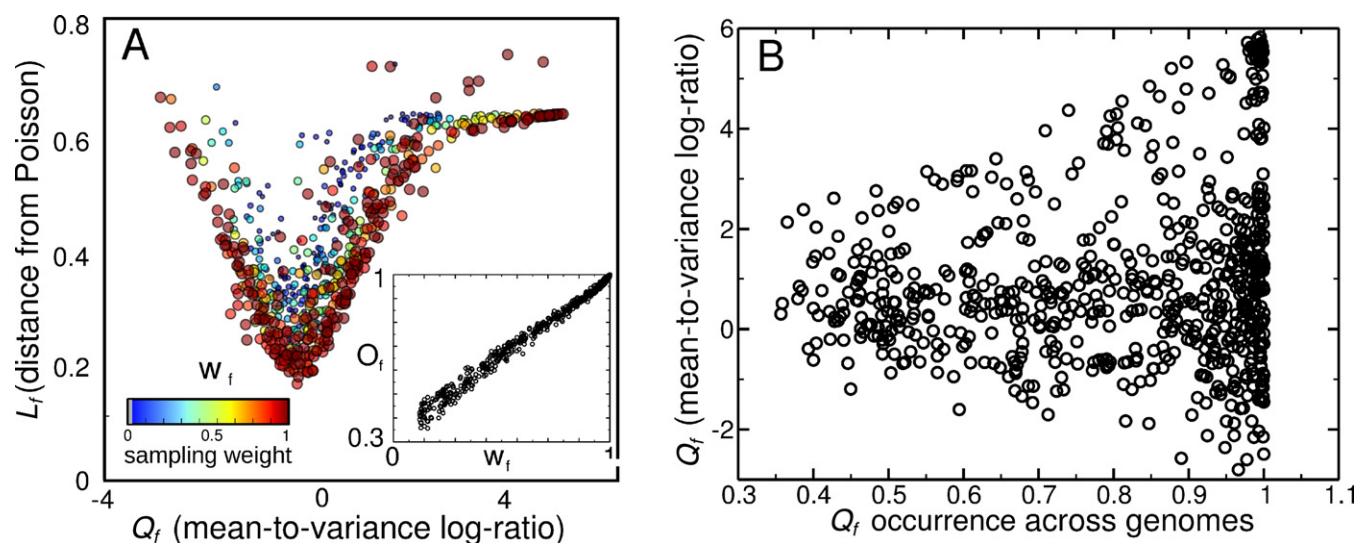 A
L_f (distance from Poisson)
0.8
0.6
0.4
0.2
0
-4
0
4
Q_f (mean-to-variance log-ratio)
w_f
0
0.5
1
sampling weight
1
O_f
0.3
0
w_f
1
B
Q_f (mean-to-variance log-ratio)
6
4
2
0
-2
0.3
0.4
0.5
0.6
0.7
0.8
0.9
1
1.1
Q_f occurrence across genomes